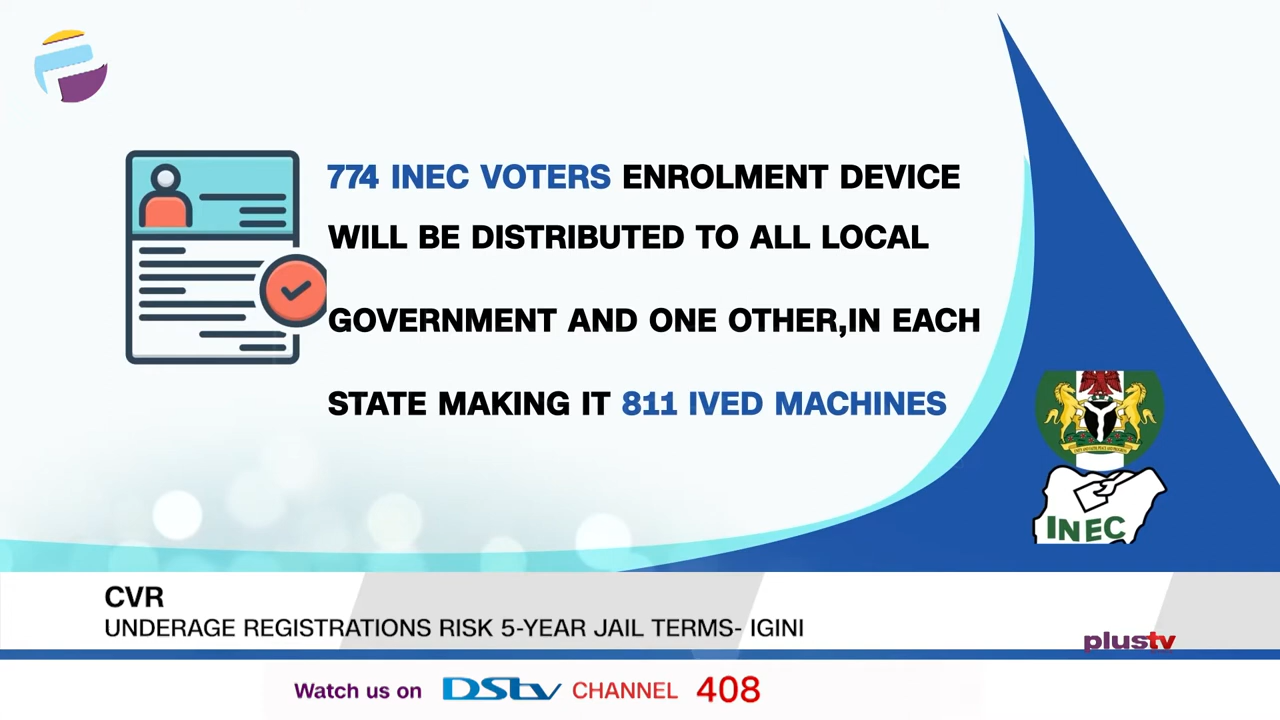 774 INEC VOTERS ENROLMENT DEVICE
WILL BE DISTRIBUTED TO ALL LOCAL
GOVERNMENT AND ONE OTHER,IN EACH
STATE MAKING IT 811 IVED MACHINES
INEC
CVR
UNDERAGE REGISTRATIONS RISK 5-YEAR JAIL TERMS- IGINI
plustv
Watch us on DStv CHANNEL 408